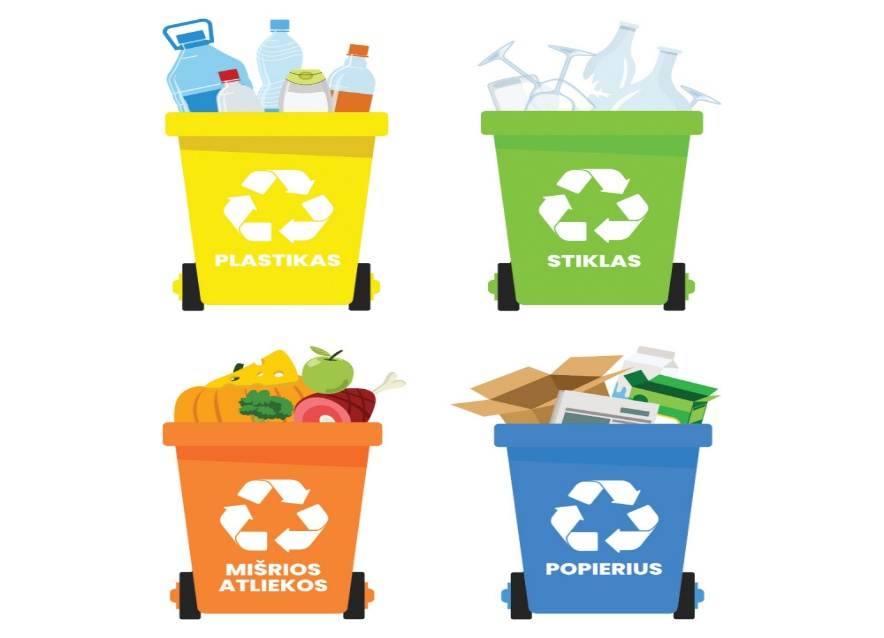 PLASTIKAS
STIKLAS
MIŠRIOS
ATLIEKOS
POPIERIUS